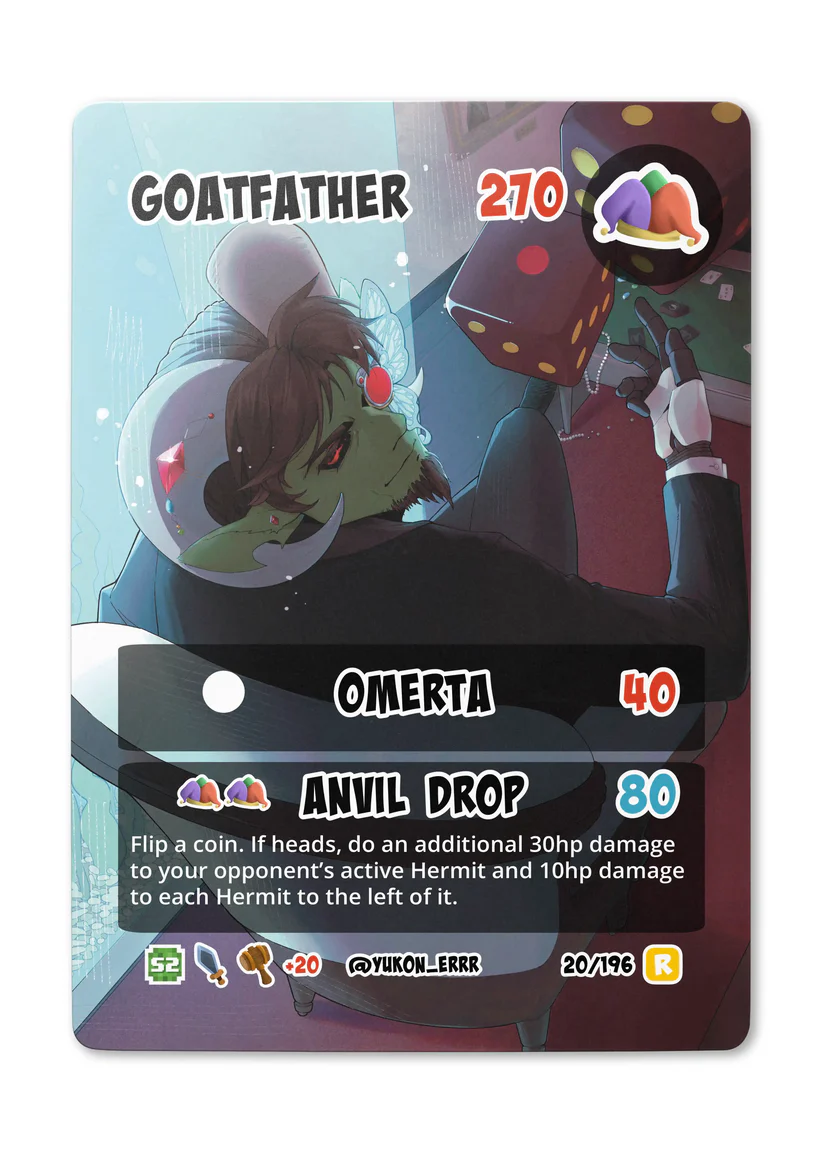 GOATFATHER 270
OMERTA 40
ANVIL DROP 80
Flip a coin. If heads, do an additional 30hp damage
to your opponent’s active Hermit and 10hp damage
to each Hermit to the left of it.
S2 +20 @YUKON_ERRR 20/196 R